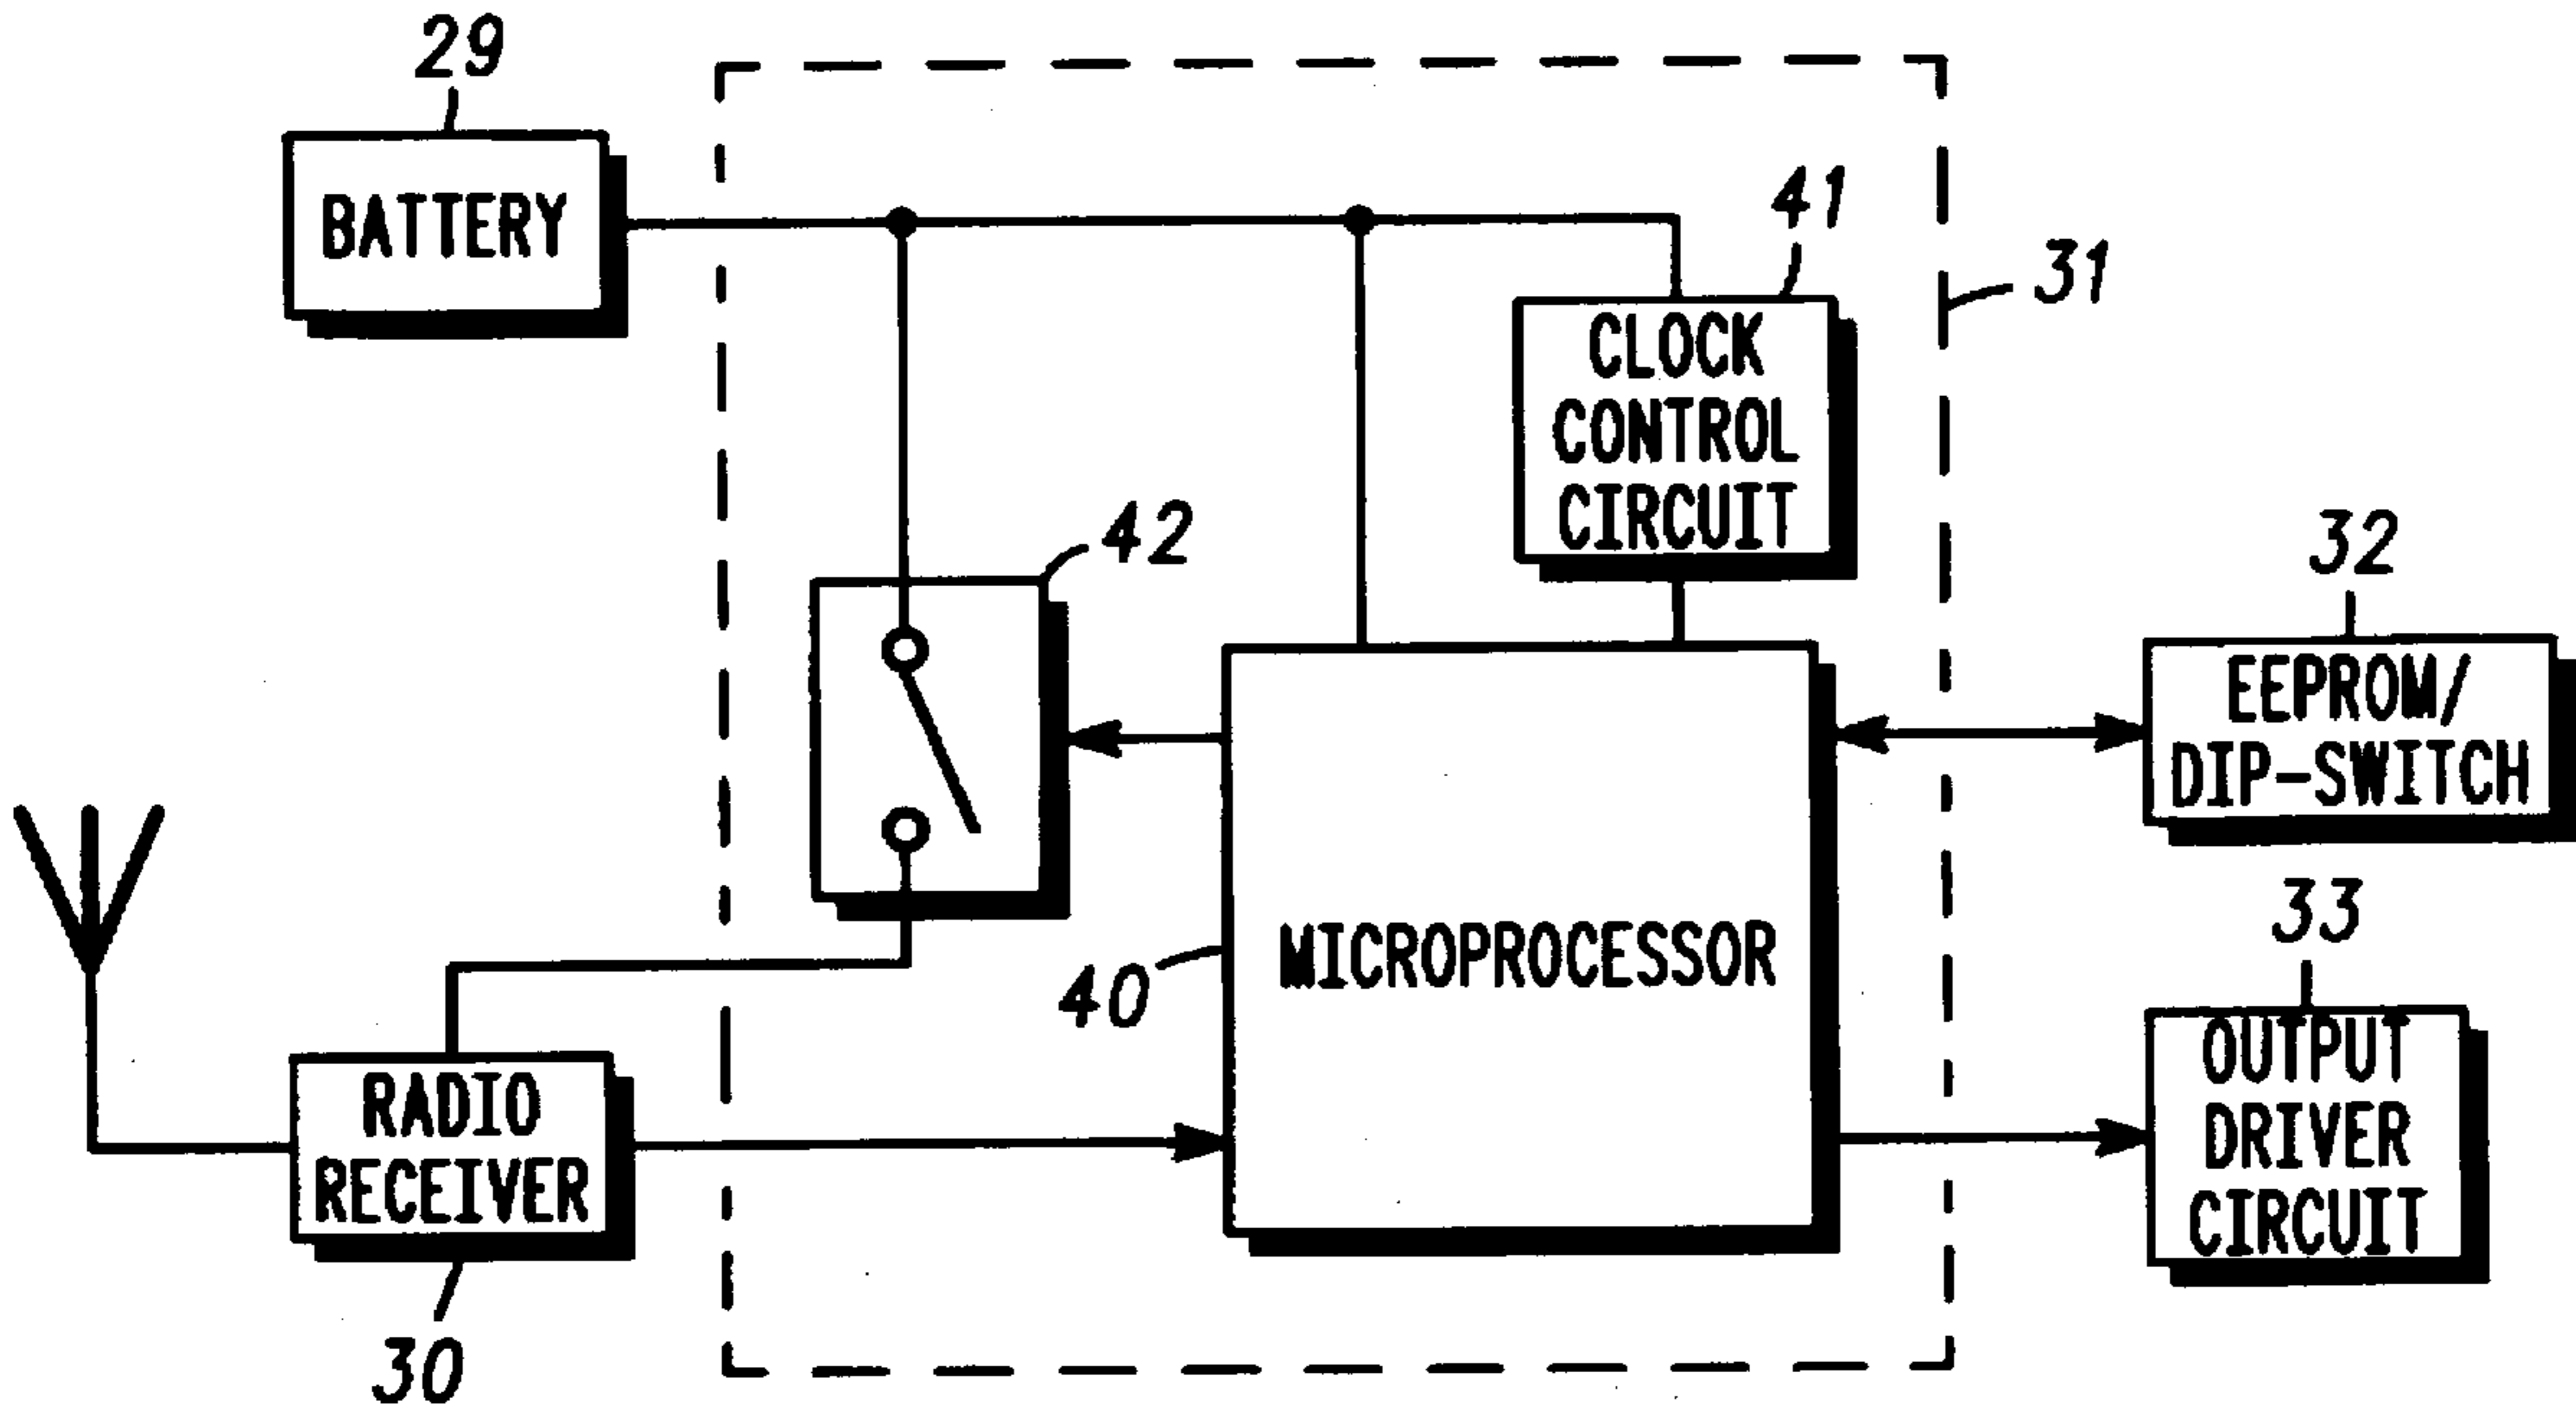 29
BATTERY
41
31
CLOCK
CONTROL
CIRCUIT
42
32
EEPROM/
DIP-SWITCH
33
40
MICROPROCESSOR
OUTPUT
DRIVER
CIRCUIT
RADIO
RECEIVER
30